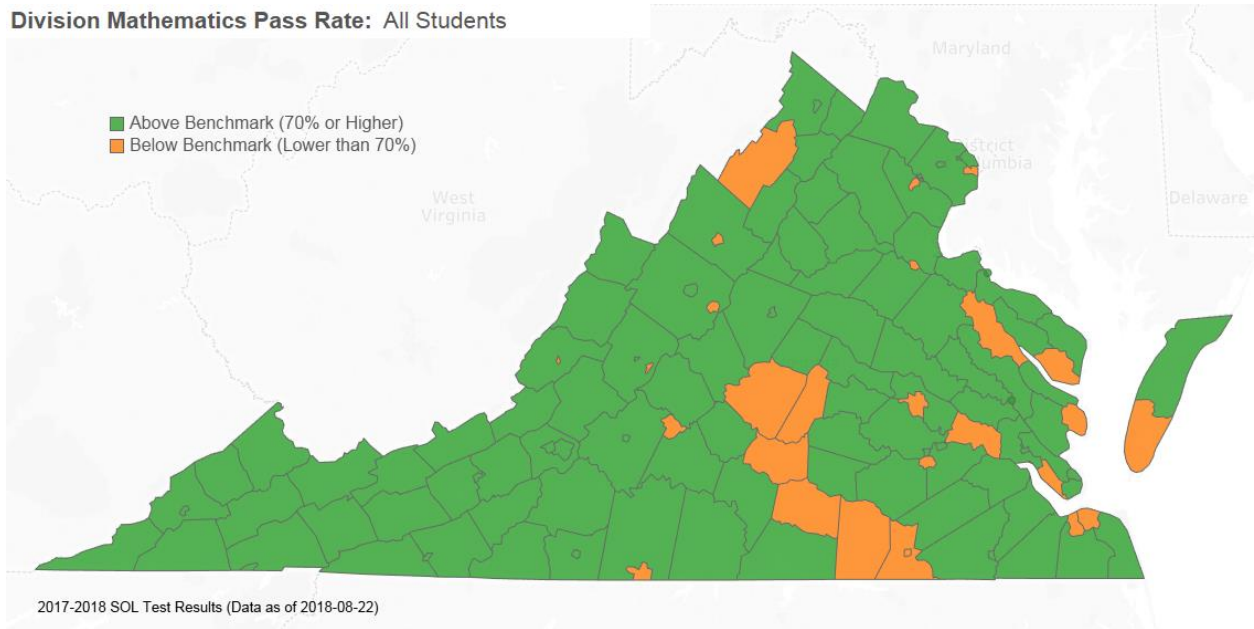 Division Mathematics Pass Rate: All Students
Maryland
Above Benchmark (70% or Higher)
Below Benchmark (Lower than 70%)
West
Virginia
Delaware
2017-2018 SOL Test Results (Data as of 2018-08-22)